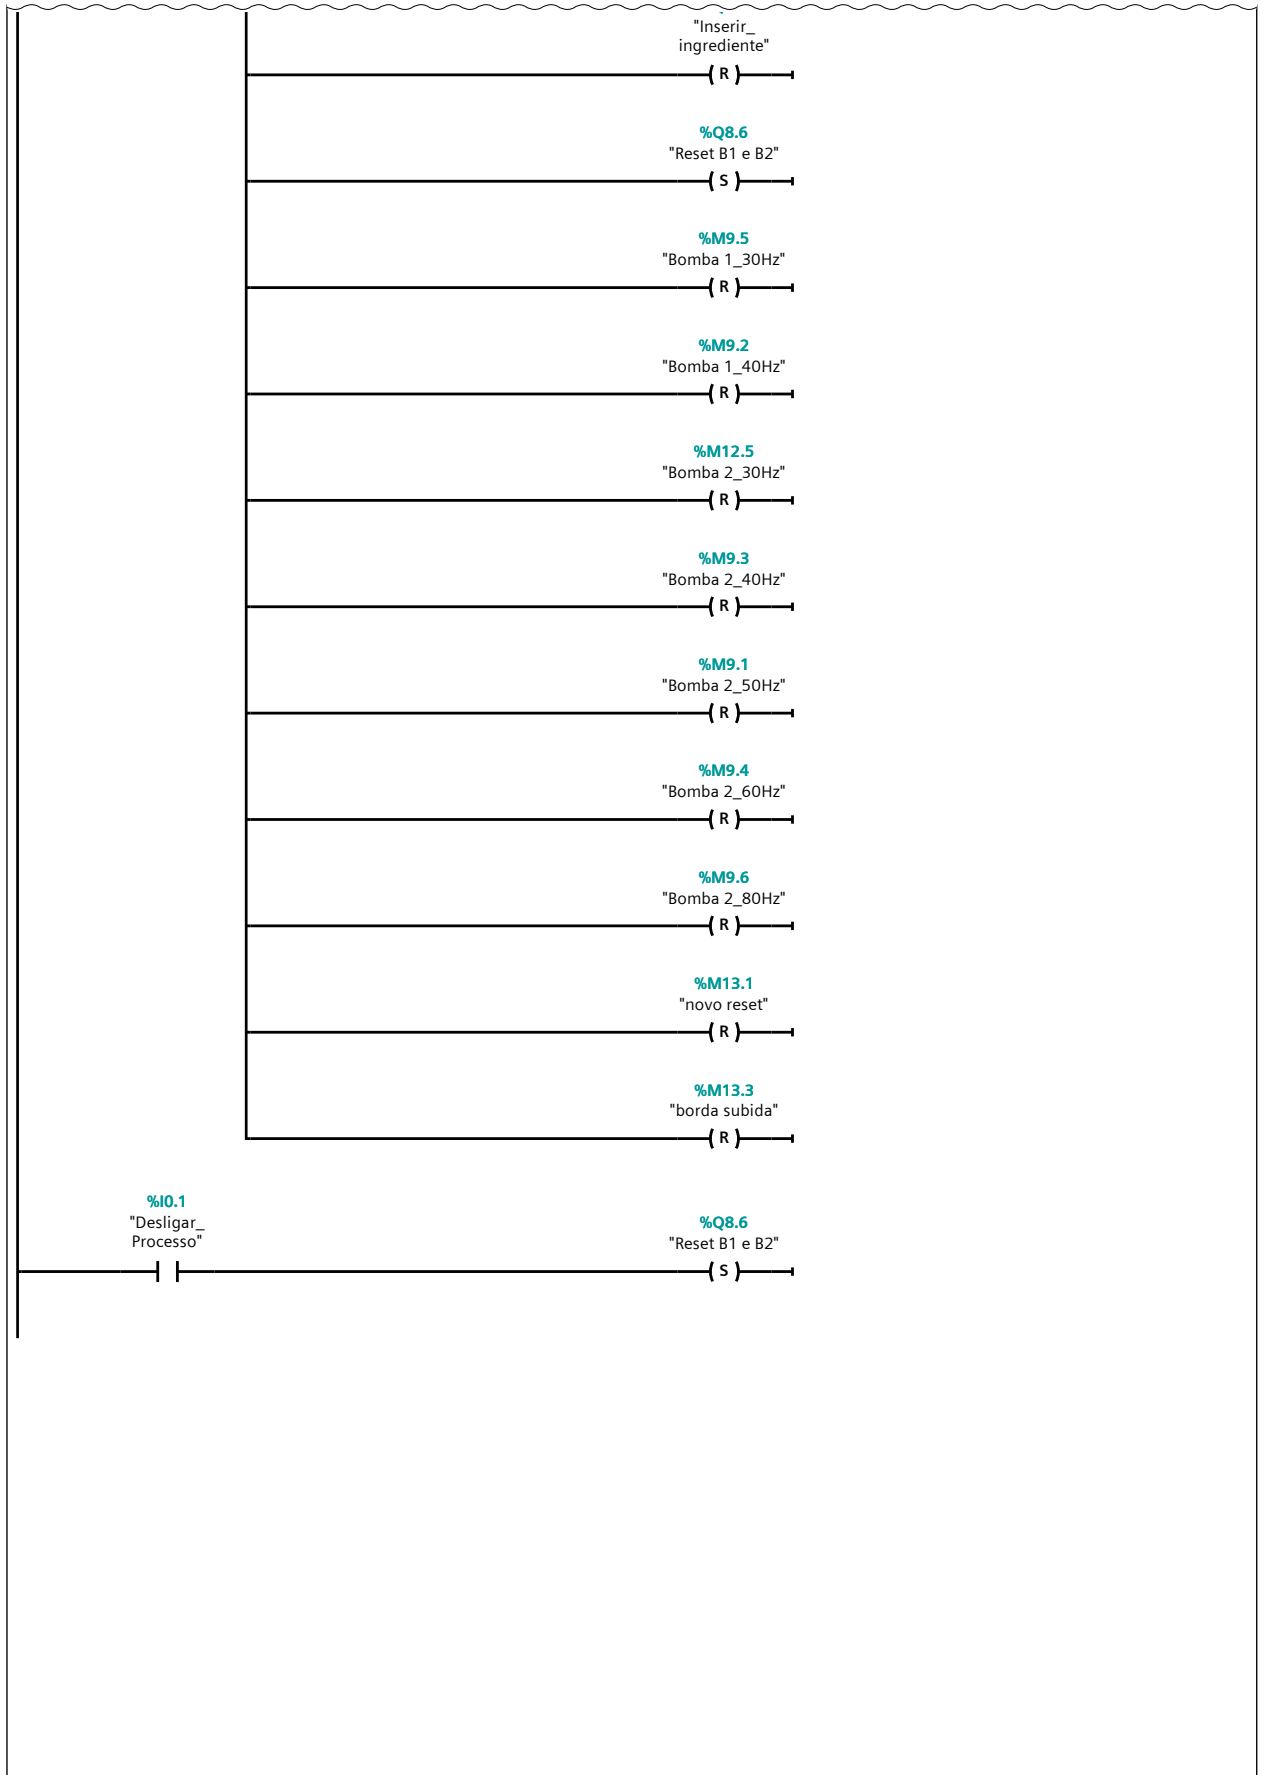 "Inserir_
ingrediente"
( R )
%Q8.6
"Reset B1 e B2"
( S )
%M9.5
"Bomba 1_30Hz"
( R )
%M9.2
"Bomba 1_40Hz"
( R )
%M12.5
"Bomba 2_30Hz"
( R )
%M9.3
"Bomba 2_40Hz"
( R )
%M9.1
"Bomba 2_50Hz"
( R )
%M9.4
"Bomba 2_60Hz"
( R )
%M9.6
"Bomba 2_80Hz"
( R )
%M13.1
"novo reset"
( R )
%M13.3
"borda subida"
( R )
%I0.1
"Desligar_
Processo"
%Q8.6
"Reset B1 e B2"
( S )